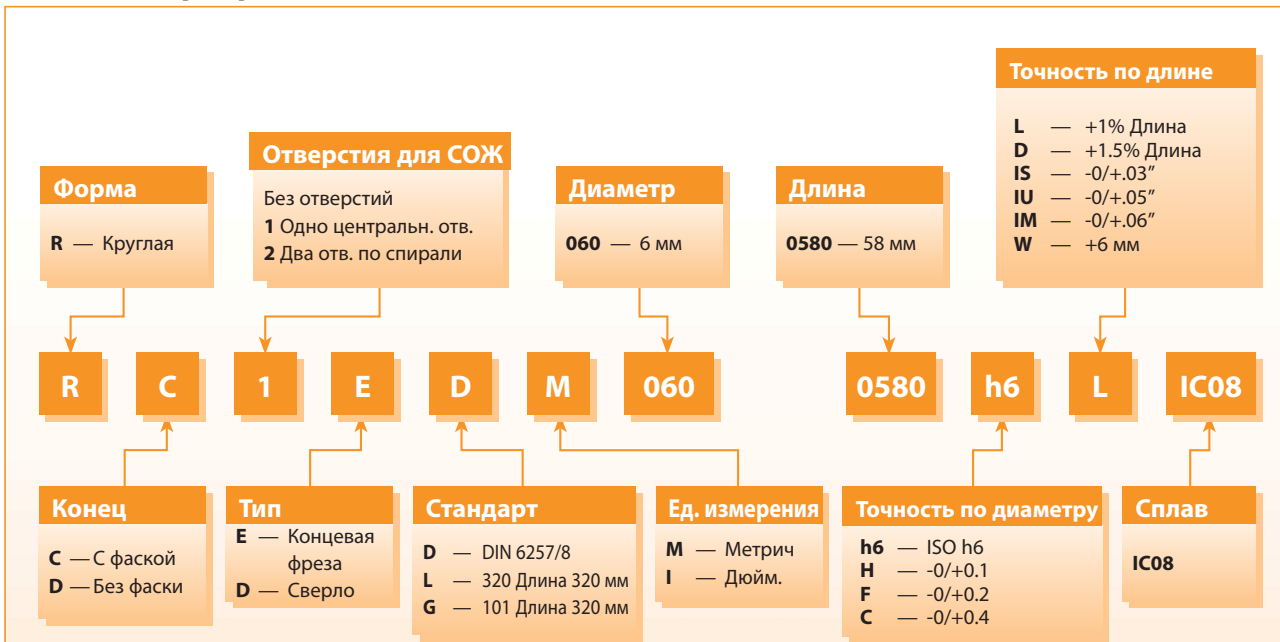 Точность по длине
L — +1% Длина
D — +1.5% Длина
IS — -0/+.03″
IU — -0/+.05″
IM — -0/+.06″
W — +6 мм
Отверстия для СОЖ
Без отверстий
1 Одно центральн. отв.
2 Два отв. по спирали
Форма
R — Круглая
Диаметр
060 — 6 мм
Длина
0580 — 58 мм
R C 1 E D M 060 0580 h6 L IC08
Конец
C — С фаской
D — Без фаски
Тип
E — Концевая
фреза
D — Сверло
Стандарт
D — DIN 6257/8
L — 320 Длина 320 мм
G — 101 Длина 320 мм
Ед. измерения
M — Метрич
I — Дюйм.
Точность по диаметру
h6 — ISO h6
H — -0/+0.1
F — -0/+0.2
C — -0/+0.4
Сплав
IC08